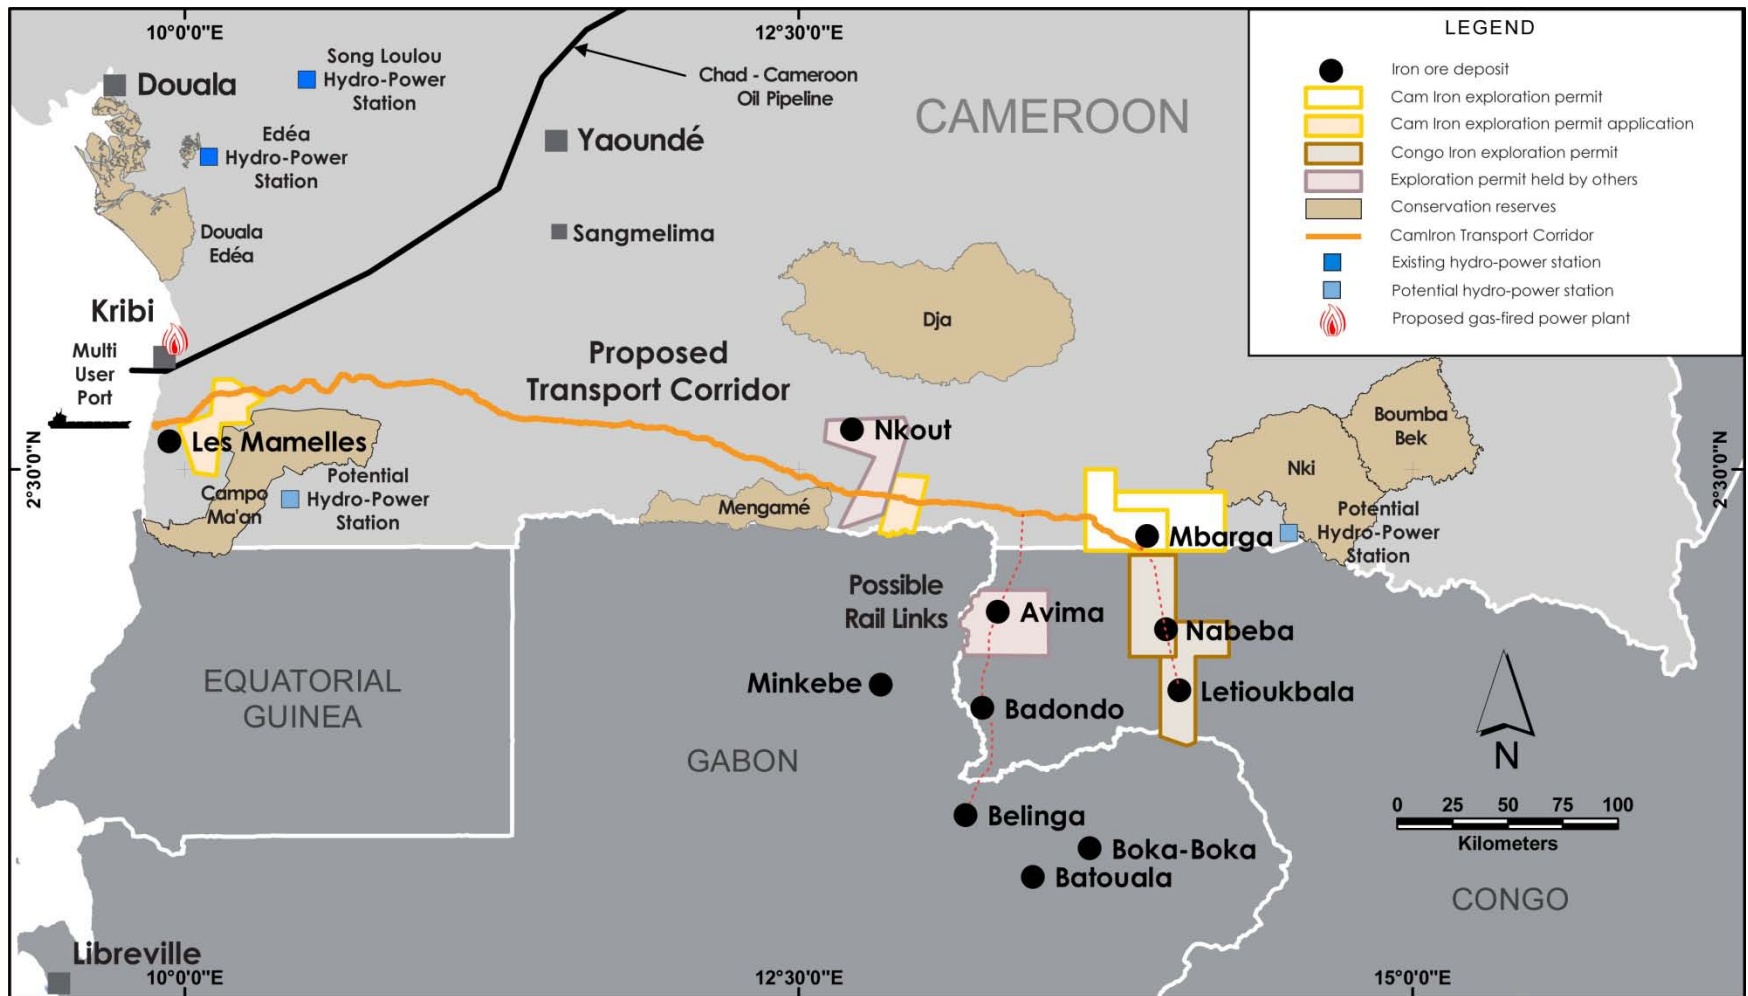 10°0'0"E
12°30'0"E
LEGEND
Iron ore deposit
Cam Iron exploration permit
Cam Iron exploration permit application
Congo Iron exploration permit
Exploration permit held by others
Conservation reserves
CamIron Transport Corridor
Existing hydro-power station
Potential hydro-power station
Proposed gas-fired power plant
Song Loulou
Hydro-Power
Station
Douala
Chad - Cameroon
Oil Pipeline
CAMEROON
Edéa
Hydro-Power
Station
Yaoundé
Douala
Edéa
Sangmelima
Kribi
Dja
Multi
User
Port
Proposed
Transport Corridor
Boumba
Bek
Les Mamelles
Nkout
2°30'0"N
2°30'0"N
Nki
Campo
Ma'an
Potential
Hydro-Power
Station
Mengamé
Mbarga
Potential
Hydro-Power
Station
Possible
Rail Links
Avima
Nabeba
EQUATORIAL
GUINEA
Minkebe
Letioukbala
Badondo
GABON
N
Belinga
0 25 50 75 100
Kilometers
Boka-Boka
Batouala
CONGO
Libreville
10°0'0"E
12°30'0"E
15°0'0"E